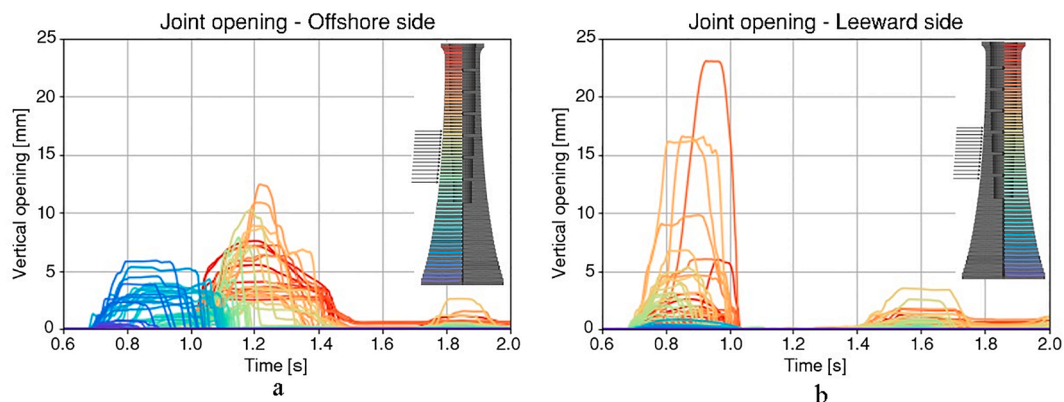 Joint opening - Offshore side
25
20
15
10
5
0
Vertical opening [mm]
0.6 0.8 1.0 1.2 1.4 1.6 1.8 2.0
Time [s]
a
Joint opening - Leeward side
25
20
15
10
5
0
Vertical opening [mm]
0.6 0.8 1.0 1.2 1.4 1.6 1.8 2.0
Time [s]
b